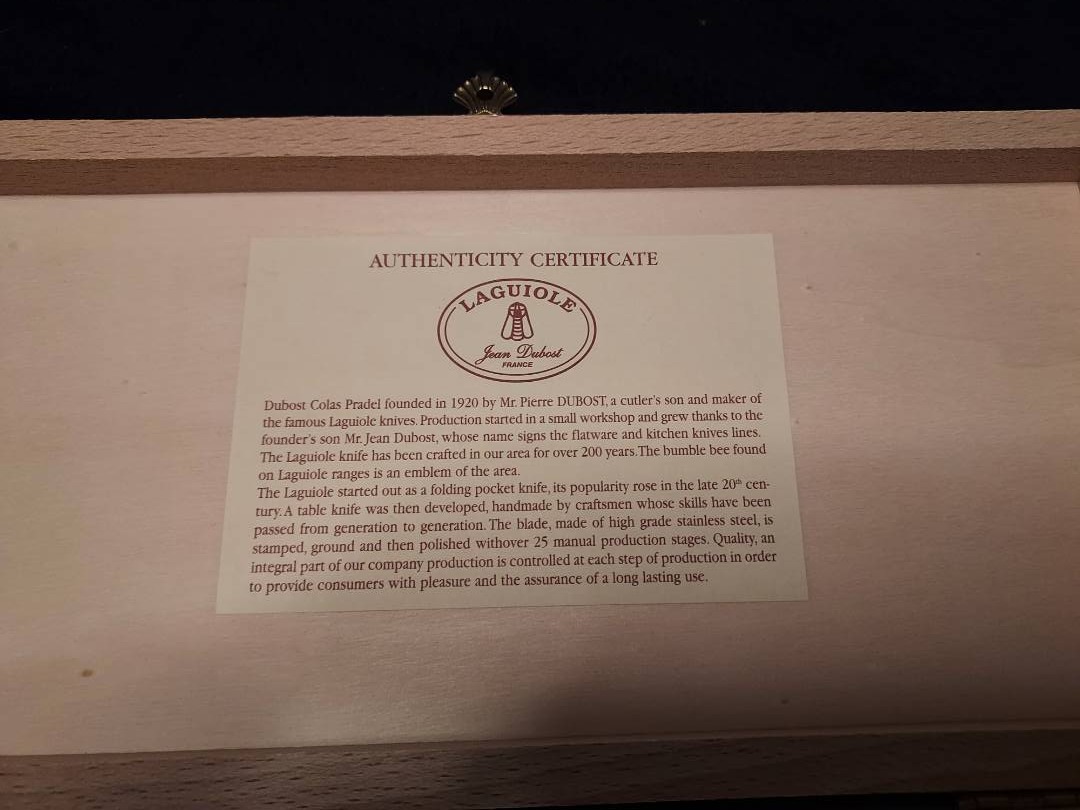 AUTHENTICITY CERTIFICATE
LAGUIOLE
Jean Dubost
FRANCE
Dubost Colas Pradel founded in 1920 by Mr. Pierre DUBOST, a cutler's son and maker of
the famous Laguiole knives. Production started in a small workshop and grew thanks to the
founder's son Mr. Jean Dubost, whose name signs the flatware and kitchen knives lines.
The Laguiole knife has been crafted in our area for over 200 years. The bumble bee found
on Laguiole ranges is an emblem of the area.
The Laguiole started out as a folding pocket knife, its popularity rose in the late 20th cen-
tury. A table knife was then developed, handmade by craftsmen whose skills have been
passed from generation to generation. The blade, made of high grade stainless steel, is
stamped, ground and then polished withover 25 manual production stages. Quality, an
integral part of our company production is controlled at each step of production in order
to provide consumers with pleasure and the assurance of a long lasting use.